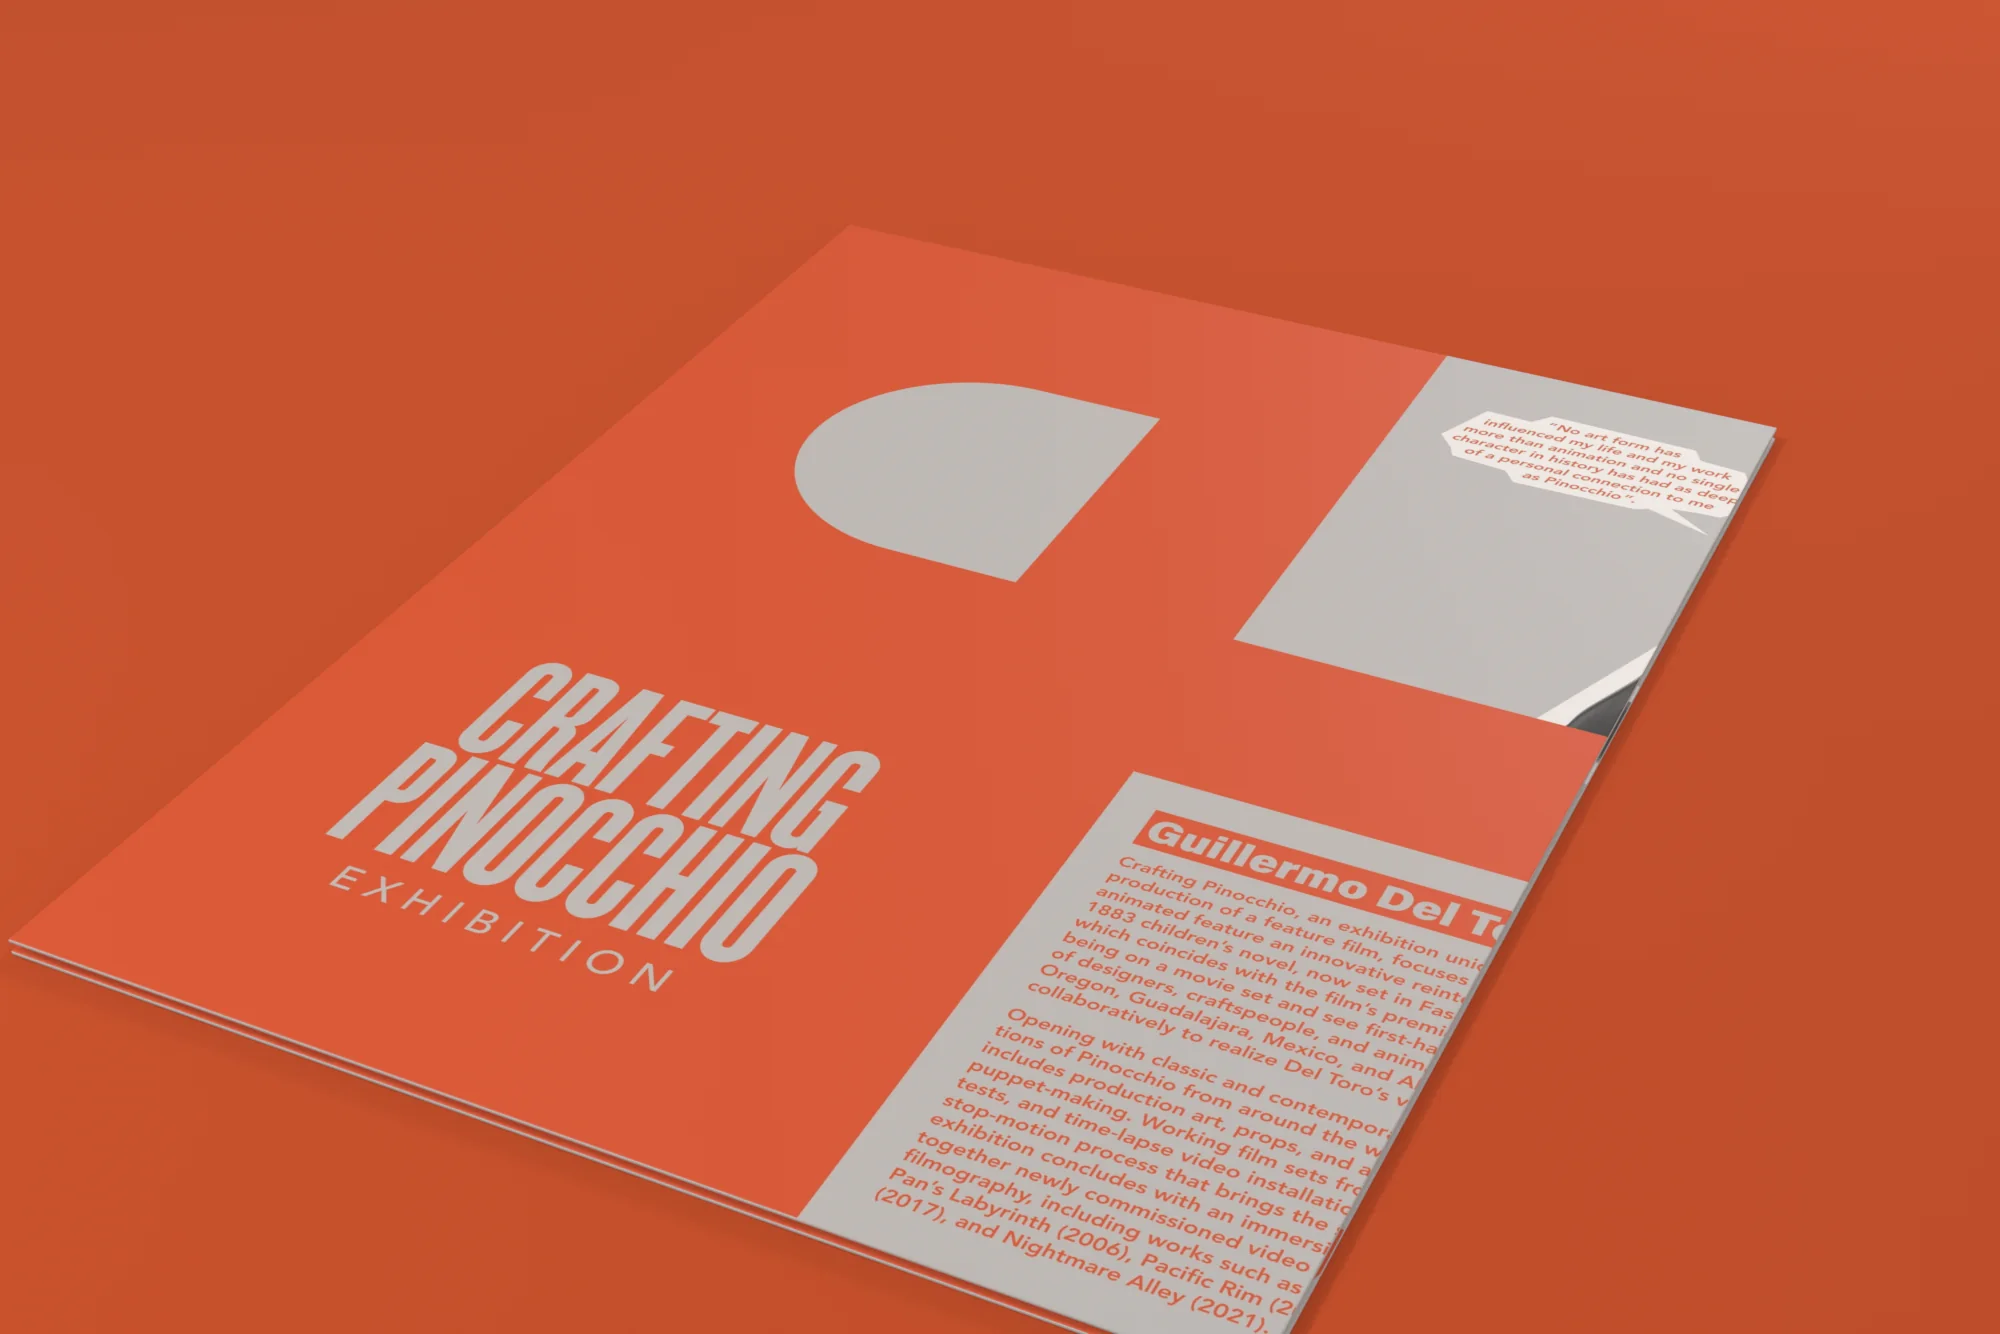 CRAFTING
PINOCCHIO
EXHIBITION
"No art form has
influenced my life and my work
more than animation and no single
character in history has had as deep
of a personal connection to me
as Pinocchio".
Guillermo Del To
Crafting Pinocchio, an exhibition uniq
production of a feature film, focuses
animated feature an innovative reint
1883 children's novel, now set in Fas
which coincides with the film's premi
being on a movie set and see first-ha
of designers, craftspeople, and anim
Oregon, Guadalajara, Mexico, and A
collaboratively to realize Del Toro's v
Opening with classic and contempor
tions of Pinocchio from around the w
includes production art, props, and a
puppet-making. Working film sets fro
tests, and time-lapse video installatio
stop-motion process that brings the
exhibition concludes with an immersi
together newly commissioned video
filmography, including works such as
Pan's Labyrinth (2006), Pacific Rim (2
(2017), and Nightmare Alley (2021).